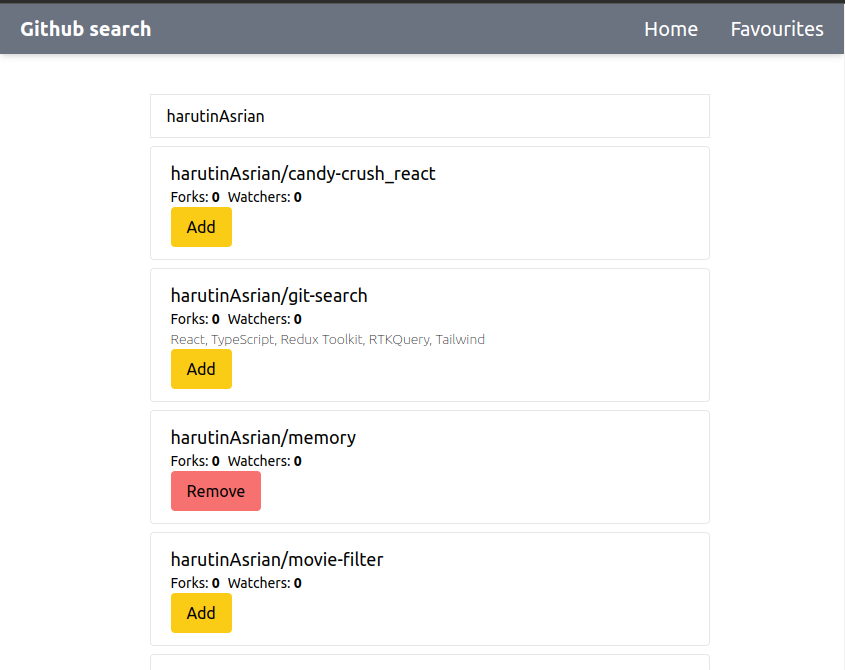 Github search Home Favourites
harutinAsrian
harutinAsrian/candy-crush_react
Forks: 0 Watchers: 0
Add
harutinAsrian/git-search
Forks: 0 Watchers: 0
React, TypeScript, Redux Toolkit, RTKQuery, Tailwind
Add
harutinAsrian/memory
Forks: 0 Watchers: 0
Remove
harutinAsrian/movie-filter
Forks: 0 Watchers: 0
Add